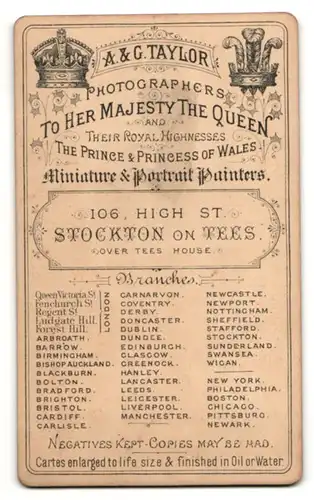 A. & G. TAYLOR
PHOTOGRAPHERS
TO HER MAJESTY THE QUEEN
AND
THEIR ROYAL HIGHNESSES
THE PRINCE & PRINCESS OF WALES.
Miniature & Portrait Painters.
106, HIGH ST.
STOCKTON ON TEES.
OVER TEES HOUSE.
Branches.
Queen Victoria St.
Fenchurch St.
Regent St.
Ludgate Hill.
Forest Hill.
LONDON
ARBROATH.
BARROW.
BIRMINGHAM.
BISHOP AUCKLAND.
BLACKBURN.
BOLTON.
BRADFORD.
BRIGHTON.
BRISTOL.
CARDIFF.
CARLISLE.
CARNARVON.
COVENTRY.
DERBY.
DONCASTER.
DUBLIN.
DUNDEE.
EDINBURGH.
GLASGOW.
GREENOCK.
HANLEY.
LANCASTER.
LEEDS.
LEICESTER.
LIVERPOOL.
MANCHESTER.
NEWCASTLE.
NEWPORT.
NOTTINGHAM.
SHEFFIELD.
STAFFORD.
STOCKTON.
SUNDERLAND.
SWANSEA.
WIGAN.
NEW YORK.
PHILADELPHIA.
BOSTON.
CHICAGO.
PITTSBURG.
NEWARK.
NEGATIVES KEPT-COPIES MAY BE HAD.
Cartes enlarged to life size & finished in Oil or Water